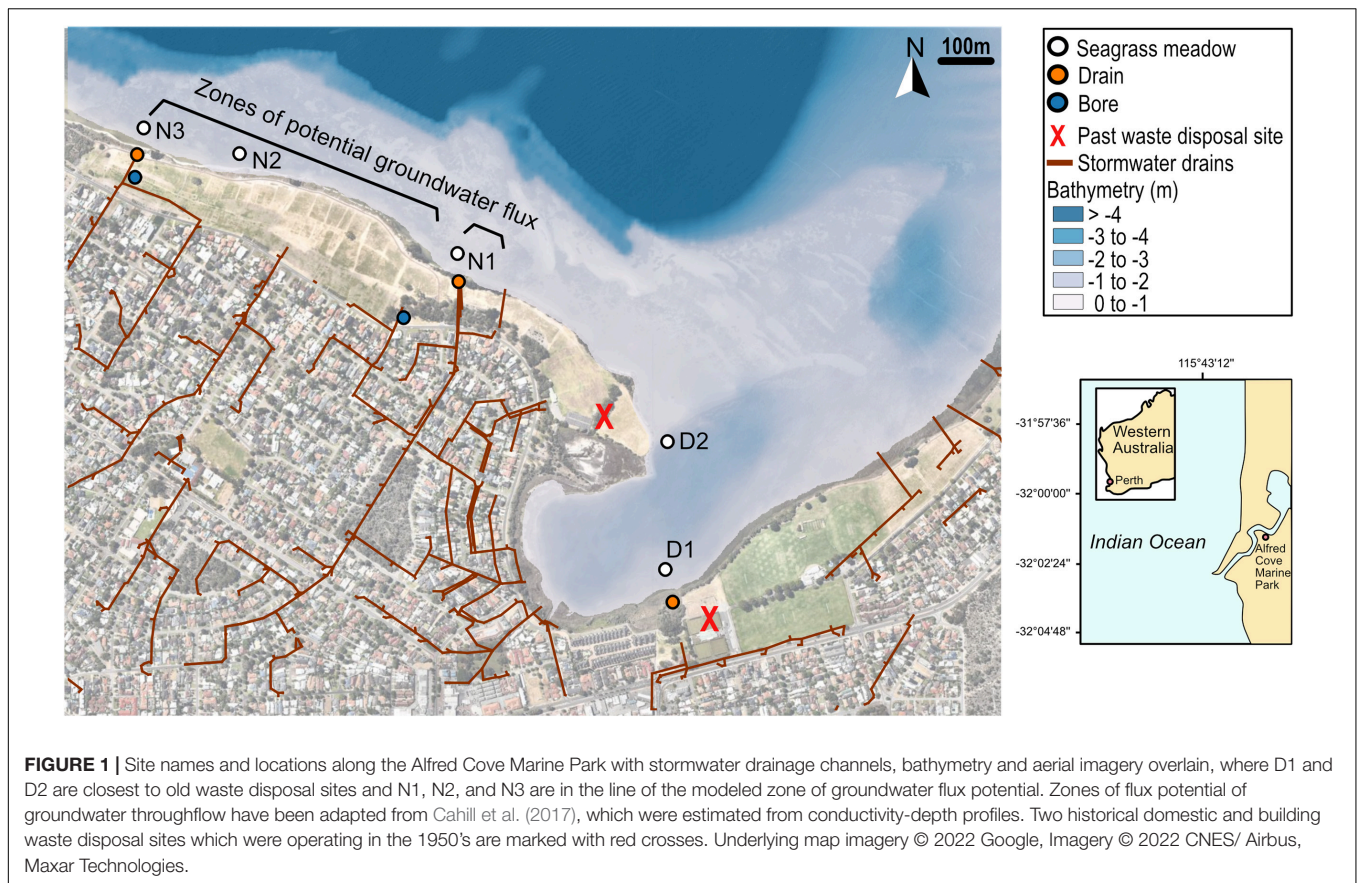 N
100m
Zones of potential groundwater flux
N3
N2
N1
D2
D1
X
X
Seagrass meadow
Drain
Bore
X Past waste disposal site
Stormwater drains
Bathymetry (m)
> -4
-3 to -4
-2 to -3
-1 to -2
0 to -1
115°43'12"
-31°57'36"
-32°00'00"
-32°02'24"
-32°04'48"
Western
Australia
Perth
Indian Ocean
Alfred
Cove
Marine
Park
FIGURE 1 | Site names and locations along the Alfred Cove Marine Park with stormwater drainage channels, bathymetry and aerial imagery overlain, where D1 and
D2 are closest to old waste disposal sites and N1, N2, and N3 are in the line of the modeled zone of groundwater flux potential. Zones of flux potential of
groundwater throughflow have been adapted from Cahill et al. (2017), which were estimated from conductivity-depth profiles. Two historical domestic and building
waste disposal sites which were operating in the 1950's are marked with red crosses. Underlying map imagery © 2022 Google, Imagery © 2022 CNES/ Airbus,
Maxar Technologies.